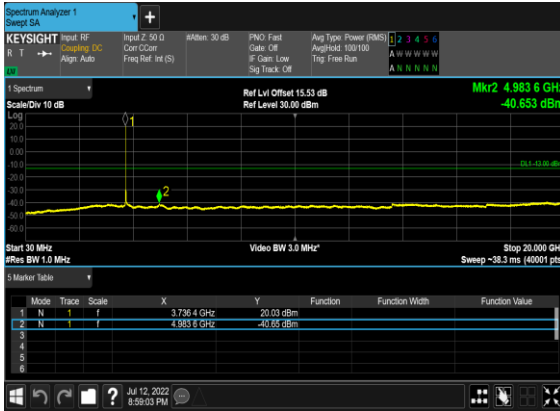 Spectrum Analyzer 1
Swept SA
+
KEYSIGHT
R T
Input: RF
Coupling: DC
Align: Auto
Input Z: 50 Ω
Corr CCorr
Freq Ref: Int (S)
#Atten: 30 dB
PNO: Fast
Gate: Off
IF Gain: Low
Sig Track: Off
Avg Type: Power (RMS)
Avg|Hold: 100/100
Trig: Free Run
1 2 3 4 5 6
A W W W W W
A N N N N N
1 Spectrum
Scale/Div 10 dB
Ref Lvl Offset 15.53 dB
Ref Level 30.00 dBm
Mkr2 4.983 6 GHz
-40.653 dBm
Log
20.0
10.0
0.00
-10.0
-20.0
-30.0
-40.0
-50.0
-60.0
1
2
DL1 -13.00 dBm
Start 30 MHz
#Res BW 1.0 MHz
Video BW 3.0 MHz*
Stop 20.000 GHz
Sweep ~38.3 ms (40001 pts)
5 Marker Table
Mode Trace Scale X Y Function Function Width Function Value
1 N 1 f 3.736 4 GHz 20.03 dBm
2 N 1 f 4.983 6 GHz -40.65 dBm
3
4
5
6
?
Jul 12, 2022
8:59:03 PM